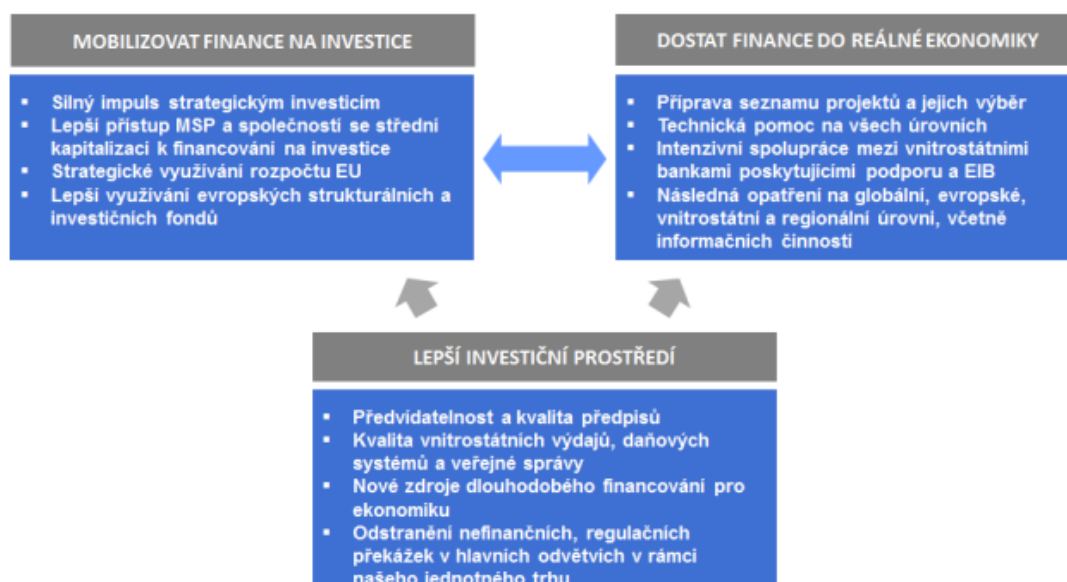 MOBILIZOVAT FINANCE NA INVESTICE
▪ Silný impuls strategickým investicím
▪ Lepší přístup MSP a společností se střední
kapitalizací k financování na investice
▪ Strategické využívání rozpočtu EU
▪ Lepší využívání evropských strukturálních a
investičních fondů
DOSTAT FINANCE DO REÁLNÉ EKONOMIKY
▪ Příprava seznamu projektů a jejich výběr
▪ Technická pomoc na všech úrovních
▪ Intenzivní spolupráce mezi vnitrostátními
bankami poskytujícími podporu a EIB
▪ Následná opatření na globální, evropské,
vnitrostátní a regionální úrovni, včetně
informačních činností
LEPŠÍ INVESTIČNÍ PROSTŘEDÍ
▪ Předvídatelnost a kvalita předpisů
▪ Kvalita vnitrostátních výdajů, daňových
systémů a veřejné správy
▪ Nové zdroje dlouhodobého financování pro
ekonomiku
▪ Odstranění nefinančních, regulačních
překážek v hlavních odvětvích v rámci
našeho jednotného trhu